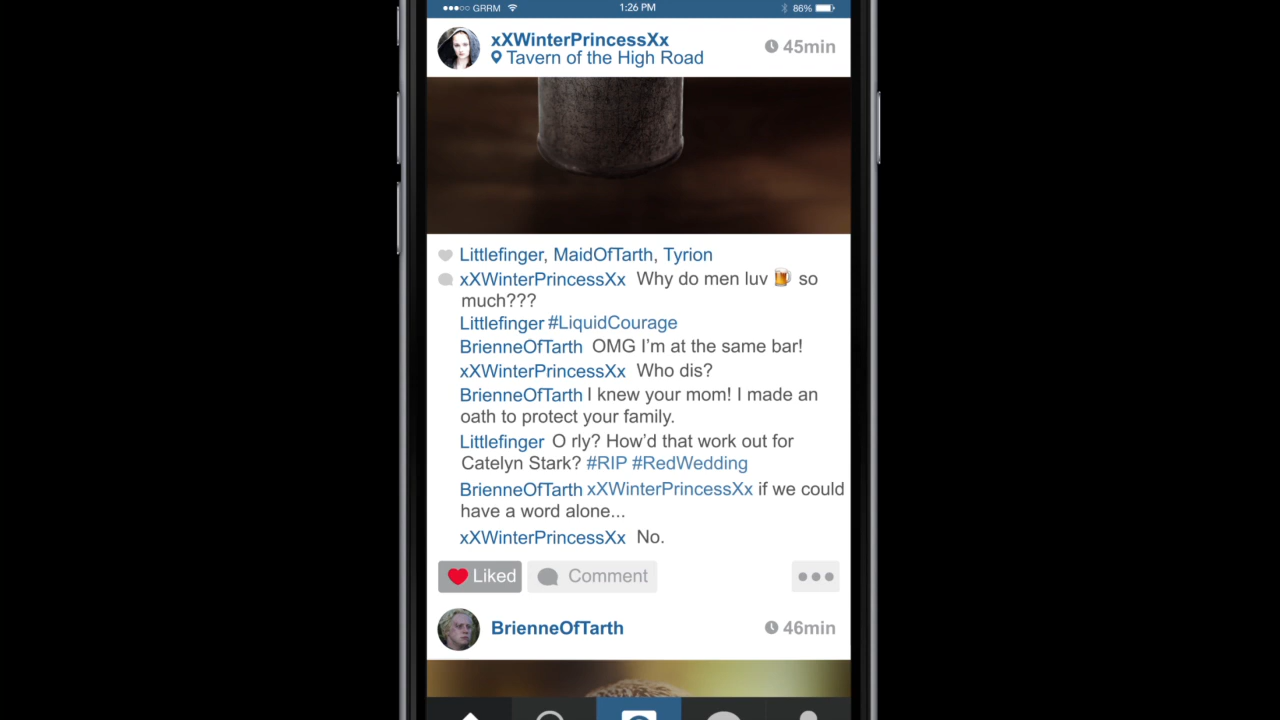 GRRM 1:26 PM 86%
xXWinterPrincessXx 45min
Tavern of the High Road
Littlefinger, MaidOfTarth, Tyrion
xXWinterPrincessXx Why do men luv 🍺 so
much???
Littlefinger #LiquidCourage
BrienneOfTarth OMG I'm at the same bar!
xXWinterPrincessXx Who dis?
BrienneOfTarth I knew your mom! I made an
oath to protect your family.
Littlefinger O rly? How'd that work out for
Catelyn Stark? #RIP #RedWedding
BrienneOfTarth xXWinterPrincessXx if we could
have a word alone...
xXWinterPrincessXx No.
Liked Comment
BrienneOfTarth 46min